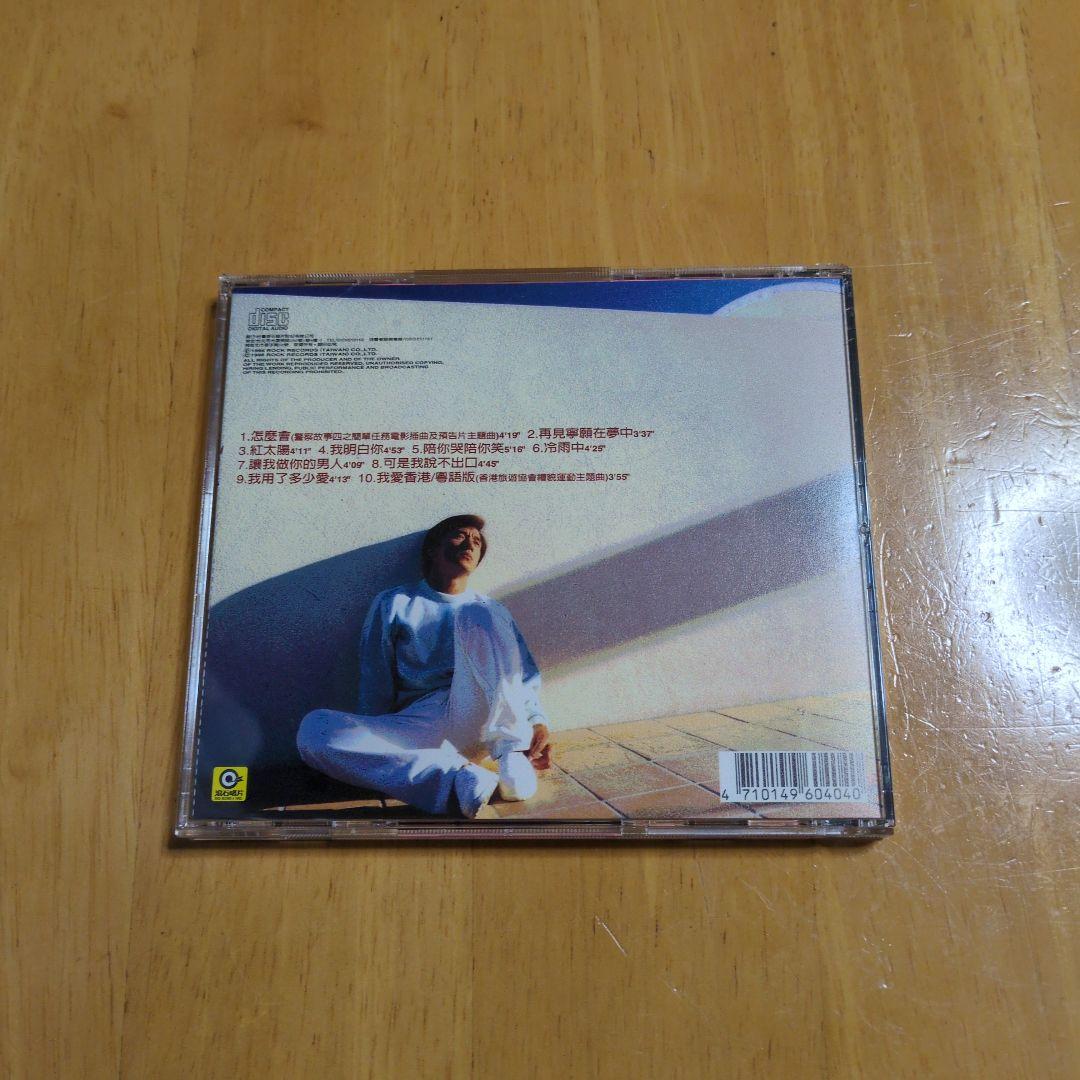 COMPACT
disc
DIGITAL AUDIO
Ⓟ1996 ROCK RECORDS (TAIWAN) CO.,LTD.
©1996 ROCK RECORDS (TAIWAN) CO.,LTD.
ALL RIGHTS OF THE PRODUCER AND OF THE OWNER
OF THE WORK REPRODUCED RESERVED, UNAUTHORISED COPYING,
HIRING LENDING, PUBLIC PERFORMANCE AND BROADCASTING
OF THIS RECORDING PROHIBITED.
1.怎麼會(警察故事四之簡單任務電影插曲及預告片主題曲)4'19" 2.再見寧願在夢中3'37"
3.紅太陽4'11" 4.我明白你4'53" 5.陪你哭陪你笑5'16" 6.冷雨中4'25"
7.讓我做你的男人4'09" 8.可是我說不出口4'45"
9.我用了多少愛4'13" 10.我愛香港/粵語版(香港旅遊協會禮貌運動主題曲)3'55"
滾石唱片
4 710149 604040